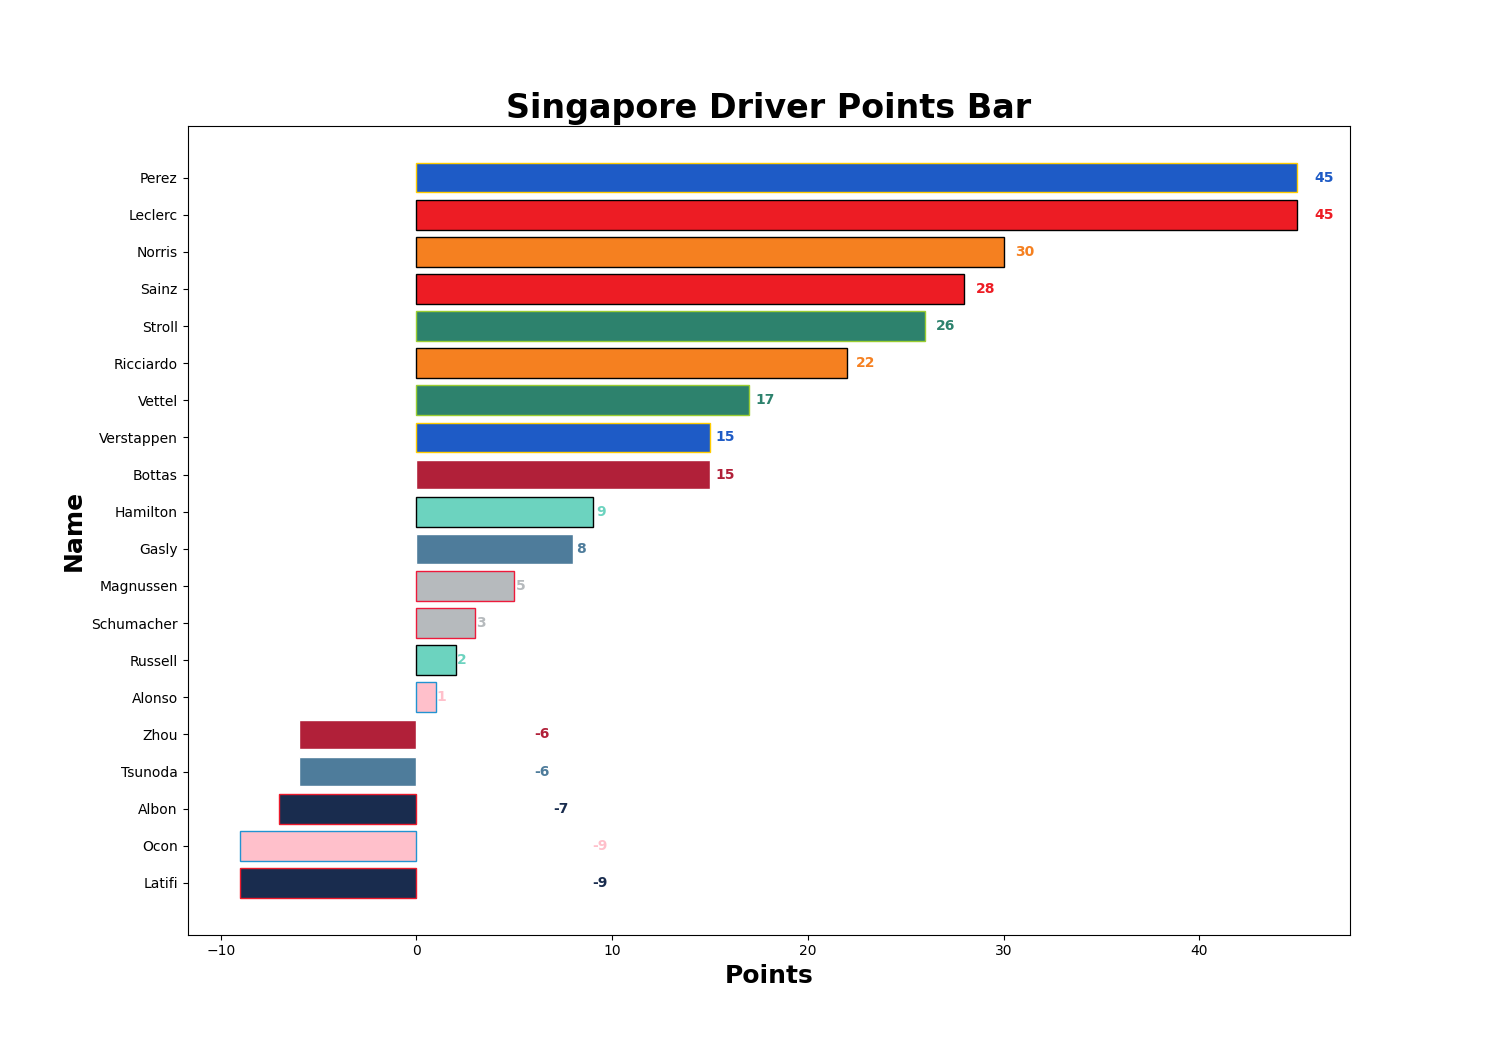 Singapore Driver Points Bar
Name
Perez 45
Leclerc 45
Norris 30
Sainz 28
Stroll 26
Ricciardo 22
Vettel 17
Verstappen 15
Bottas 15
Hamilton 9
Gasly 8
Magnussen 5
Schumacher 3
Russell 2
Alonso 1
Zhou -6
Tsunoda -6
Albon -7
Ocon -9
Latifi -9
−10 0 10 20 30 40
Points